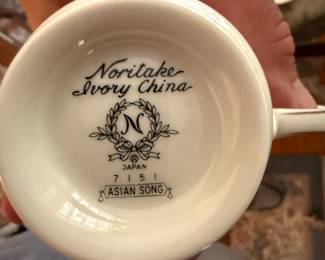 Noritake
Ivory China
N
®
JAPAN
7151
ASIAN SONG